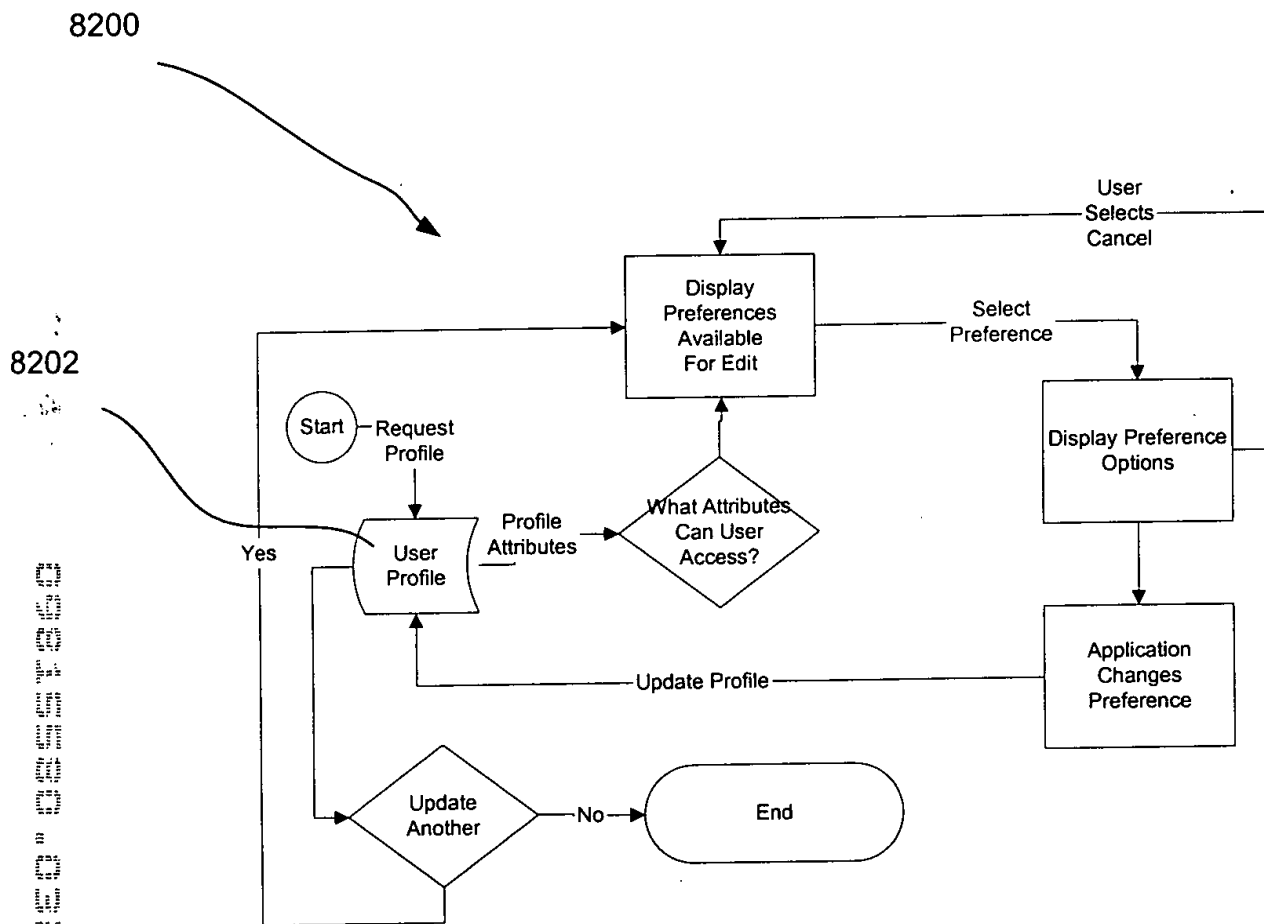 8200
User
Selects
Cancel
Display
Preferences
Available
For Edit
Select
Preference
8202
Start
Request
Profile
Display Preference
Options
What Attributes
Can User
Access?
Profile
Attributes
User
Profile
Yes
Application
Changes
Preference
Update Profile
Update
Another
No
End